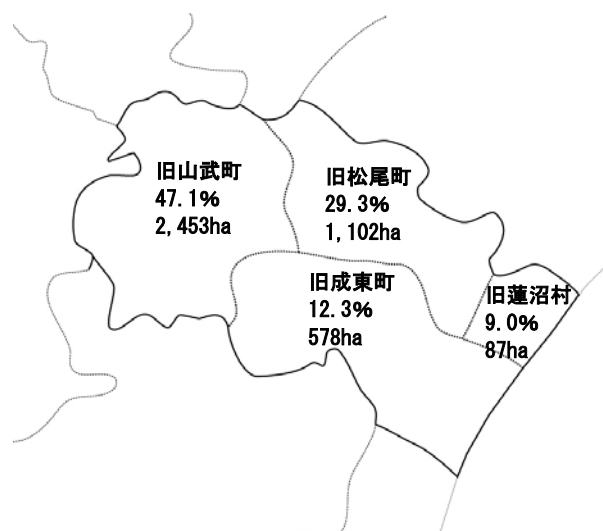 旧山武町
47.1%
2,453ha
旧松尾町
29.3%
1,102ha
旧成東町
12.3%
578ha
旧蓮沼村
9.0%
87ha